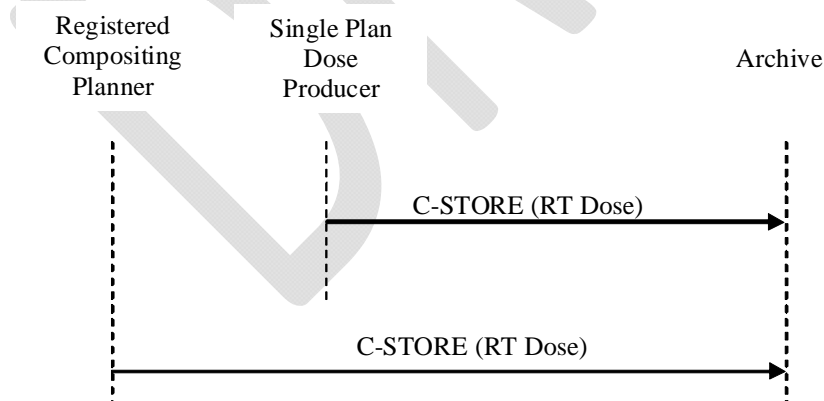 Registered
Compositing
Planner
Single Plan
Dose
Producer
Archive
C-STORE (RT Dose)
C-STORE (RT Dose)